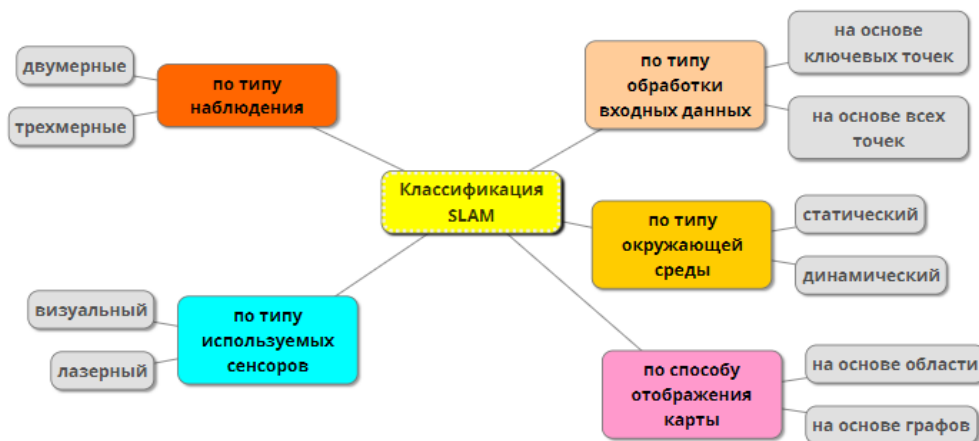 Классификация
SLAM
по типу
наблюдения
двумерные
трехмерные
по типу
используемых
сенсоров
визуальный
лазерный
по типу
обработки
входных данных
на основе
ключевых точек
на основе всех
точек
по типу
окружающей
среды
статический
динамический
по способу
отображения
карты
на основе области
на основе графов